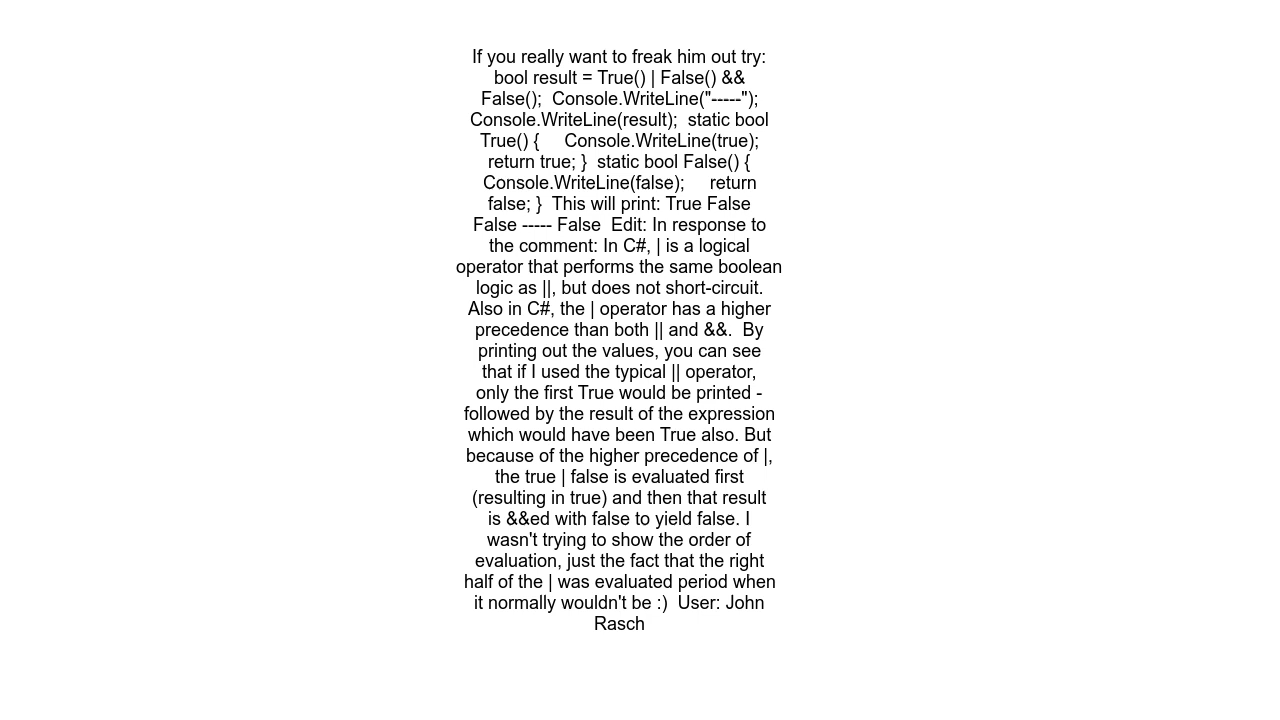 If you really want to freak him out try:
bool result = True() | False() &&
False();  Console.WriteLine("-----");
Console.WriteLine(result);  static bool
True() {     Console.WriteLine(true);
return true; }  static bool False() {
Console.WriteLine(false);     return
false; }  This will print: True False
False ----- False  Edit: In response to
the comment: In C#, | is a logical
operator that performs the same boolean
logic as ||, but does not short-circuit.
Also in C#, the | operator has a higher
precedence than both || and &&.  By
printing out the values, you can see
that if I used the typical || operator,
only the first True would be printed -
followed by the result of the expression
which would have been True also. But
because of the higher precedence of |,
the true | false is evaluated first
(resulting in true) and then that result
is &&ed with false to yield false. I
wasn't trying to show the order of
evaluation, just the fact that the right
half of the | was evaluated period when
it normally wouldn't be :)  User: John
Rasch